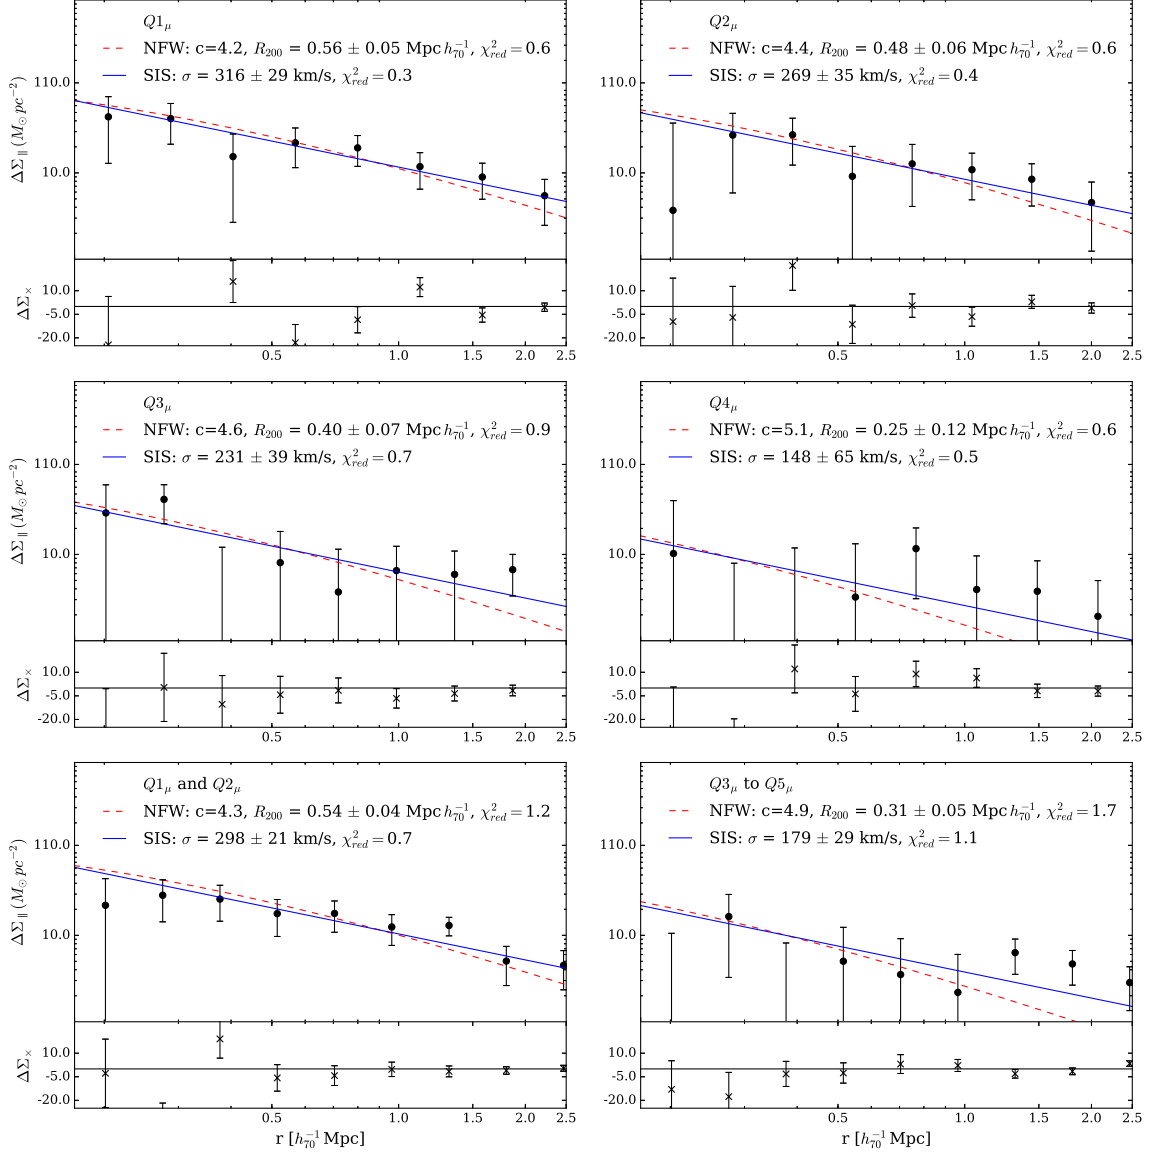 Q1μ
NFW: c=4.2, R200 = 0.56 ± 0.05 Mpc h70^−1, χ²red = 0.6
SIS: σ = 316 ± 29 km/s, χ²red = 0.3
110.0
10.0
ΔΣ∥ (M⊙ pc^−2)
10.0
-5.0
-20.0
ΔΣ×
0.5 1.0 1.5 2.0 2.5
Q2μ
NFW: c=4.4, R200 = 0.48 ± 0.06 Mpc h70^−1, χ²red = 0.6
SIS: σ = 269 ± 35 km/s, χ²red = 0.4
110.0
10.0
10.0
-5.0
-20.0
0.5 1.0 1.5 2.0 2.5
Q3μ
NFW: c=4.6, R200 = 0.40 ± 0.07 Mpc h70^−1, χ²red = 0.9
SIS: σ = 231 ± 39 km/s, χ²red = 0.7
110.0
10.0
ΔΣ∥ (M⊙ pc^−2)
10.0
-5.0
-20.0
ΔΣ×
0.5 1.0 1.5 2.0 2.5
Q4μ
NFW: c=5.1, R200 = 0.25 ± 0.12 Mpc h70^−1, χ²red = 0.6
SIS: σ = 148 ± 65 km/s, χ²red = 0.5
110.0
10.0
10.0
-5.0
-20.0
0.5 1.0 1.5 2.0 2.5
Q1μ and Q2μ
NFW: c=4.3, R200 = 0.54 ± 0.04 Mpc h70^−1, χ²red = 1.2
SIS: σ = 298 ± 21 km/s, χ²red = 0.7
110.0
10.0
ΔΣ∥ (M⊙ pc^−2)
10.0
-5.0
-20.0
ΔΣ×
0.5 1.0 1.5 2.0 2.5
r [h70^−1 Mpc]
Q3μ to Q5μ
NFW: c=4.9, R200 = 0.31 ± 0.05 Mpc h70^−1, χ²red = 1.7
SIS: σ = 179 ± 29 km/s, χ²red = 1.1
110.0
10.0
10.0
-5.0
-20.0
0.5 1.0 1.5 2.0 2.5
r [h70^−1 Mpc]